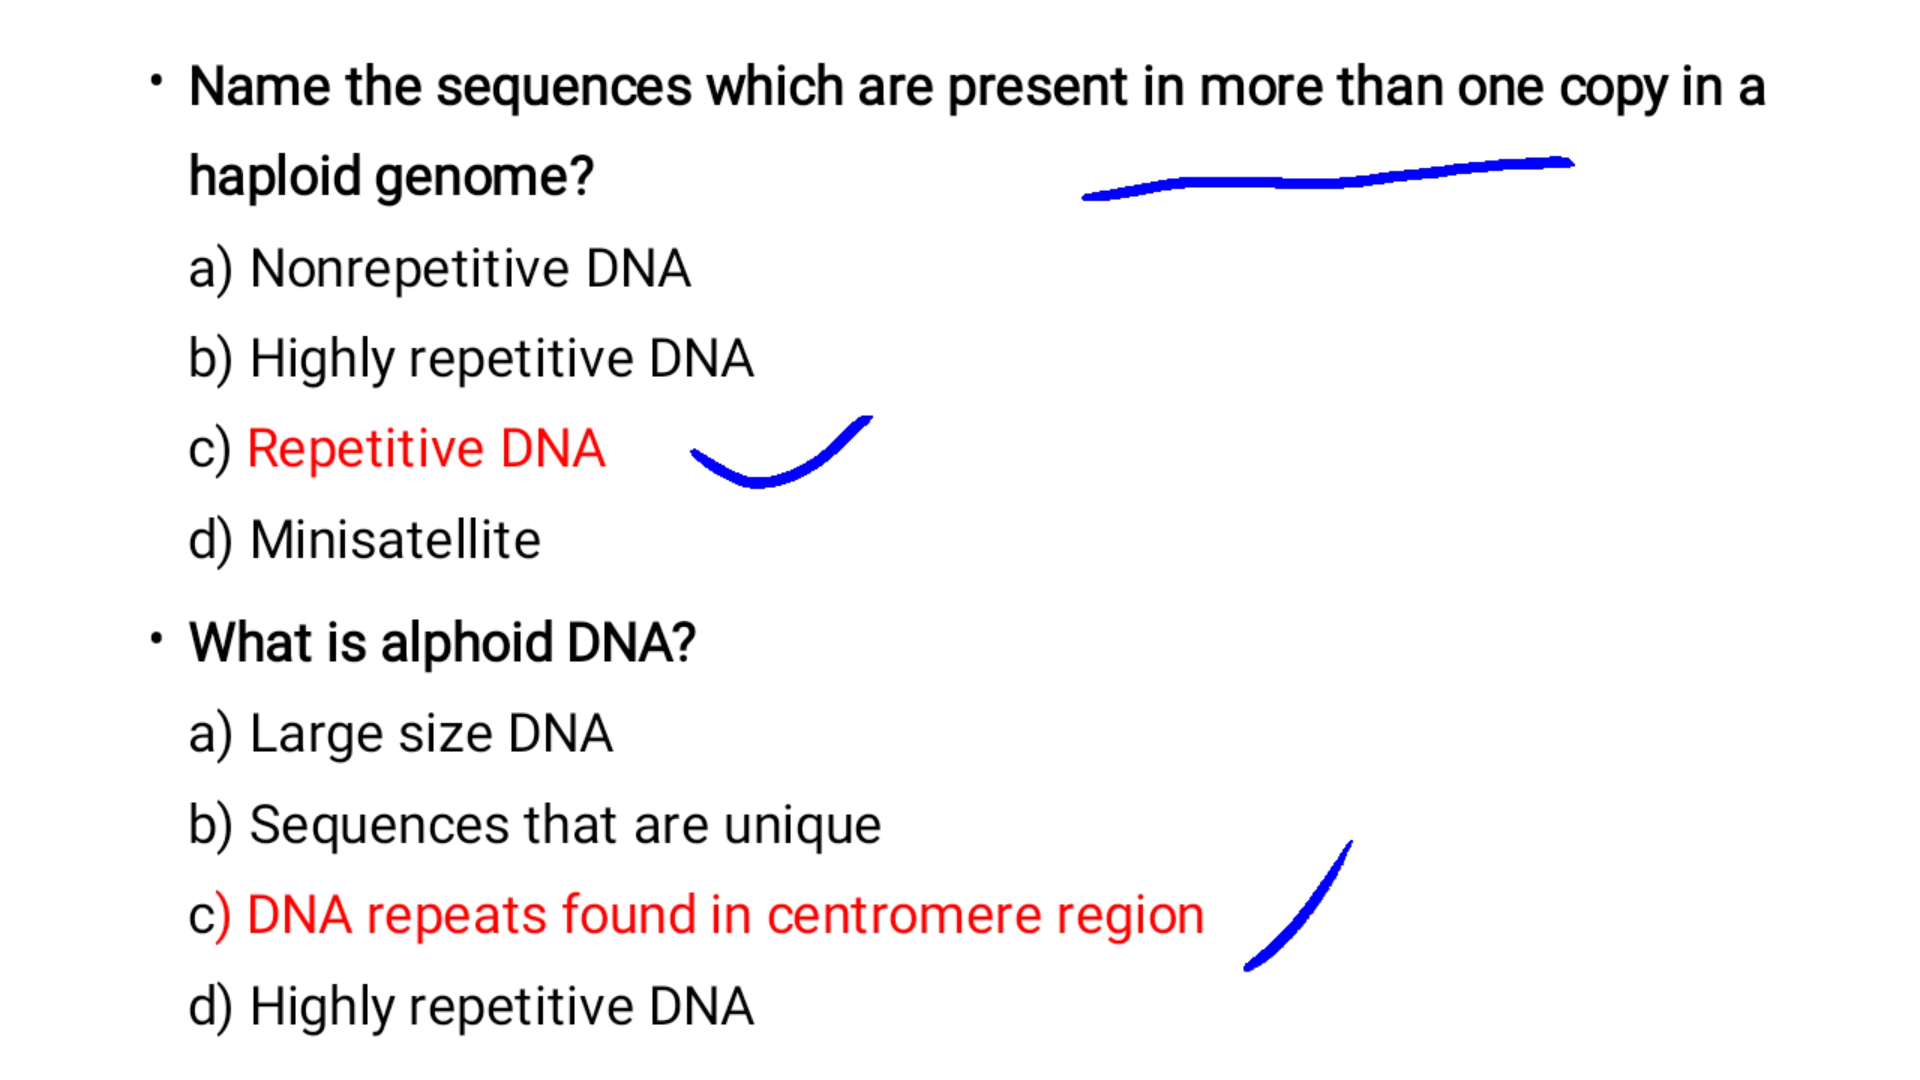 • Name the sequences which are present in more than one copy in a
haploid genome?
a) Nonrepetitive DNA
b) Highly repetitive DNA
c) Repetitive DNA
d) Minisatellite
• What is alphoid DNA?
a) Large size DNA
b) Sequences that are unique
c) DNA repeats found in centromere region
d) Highly repetitive DNA